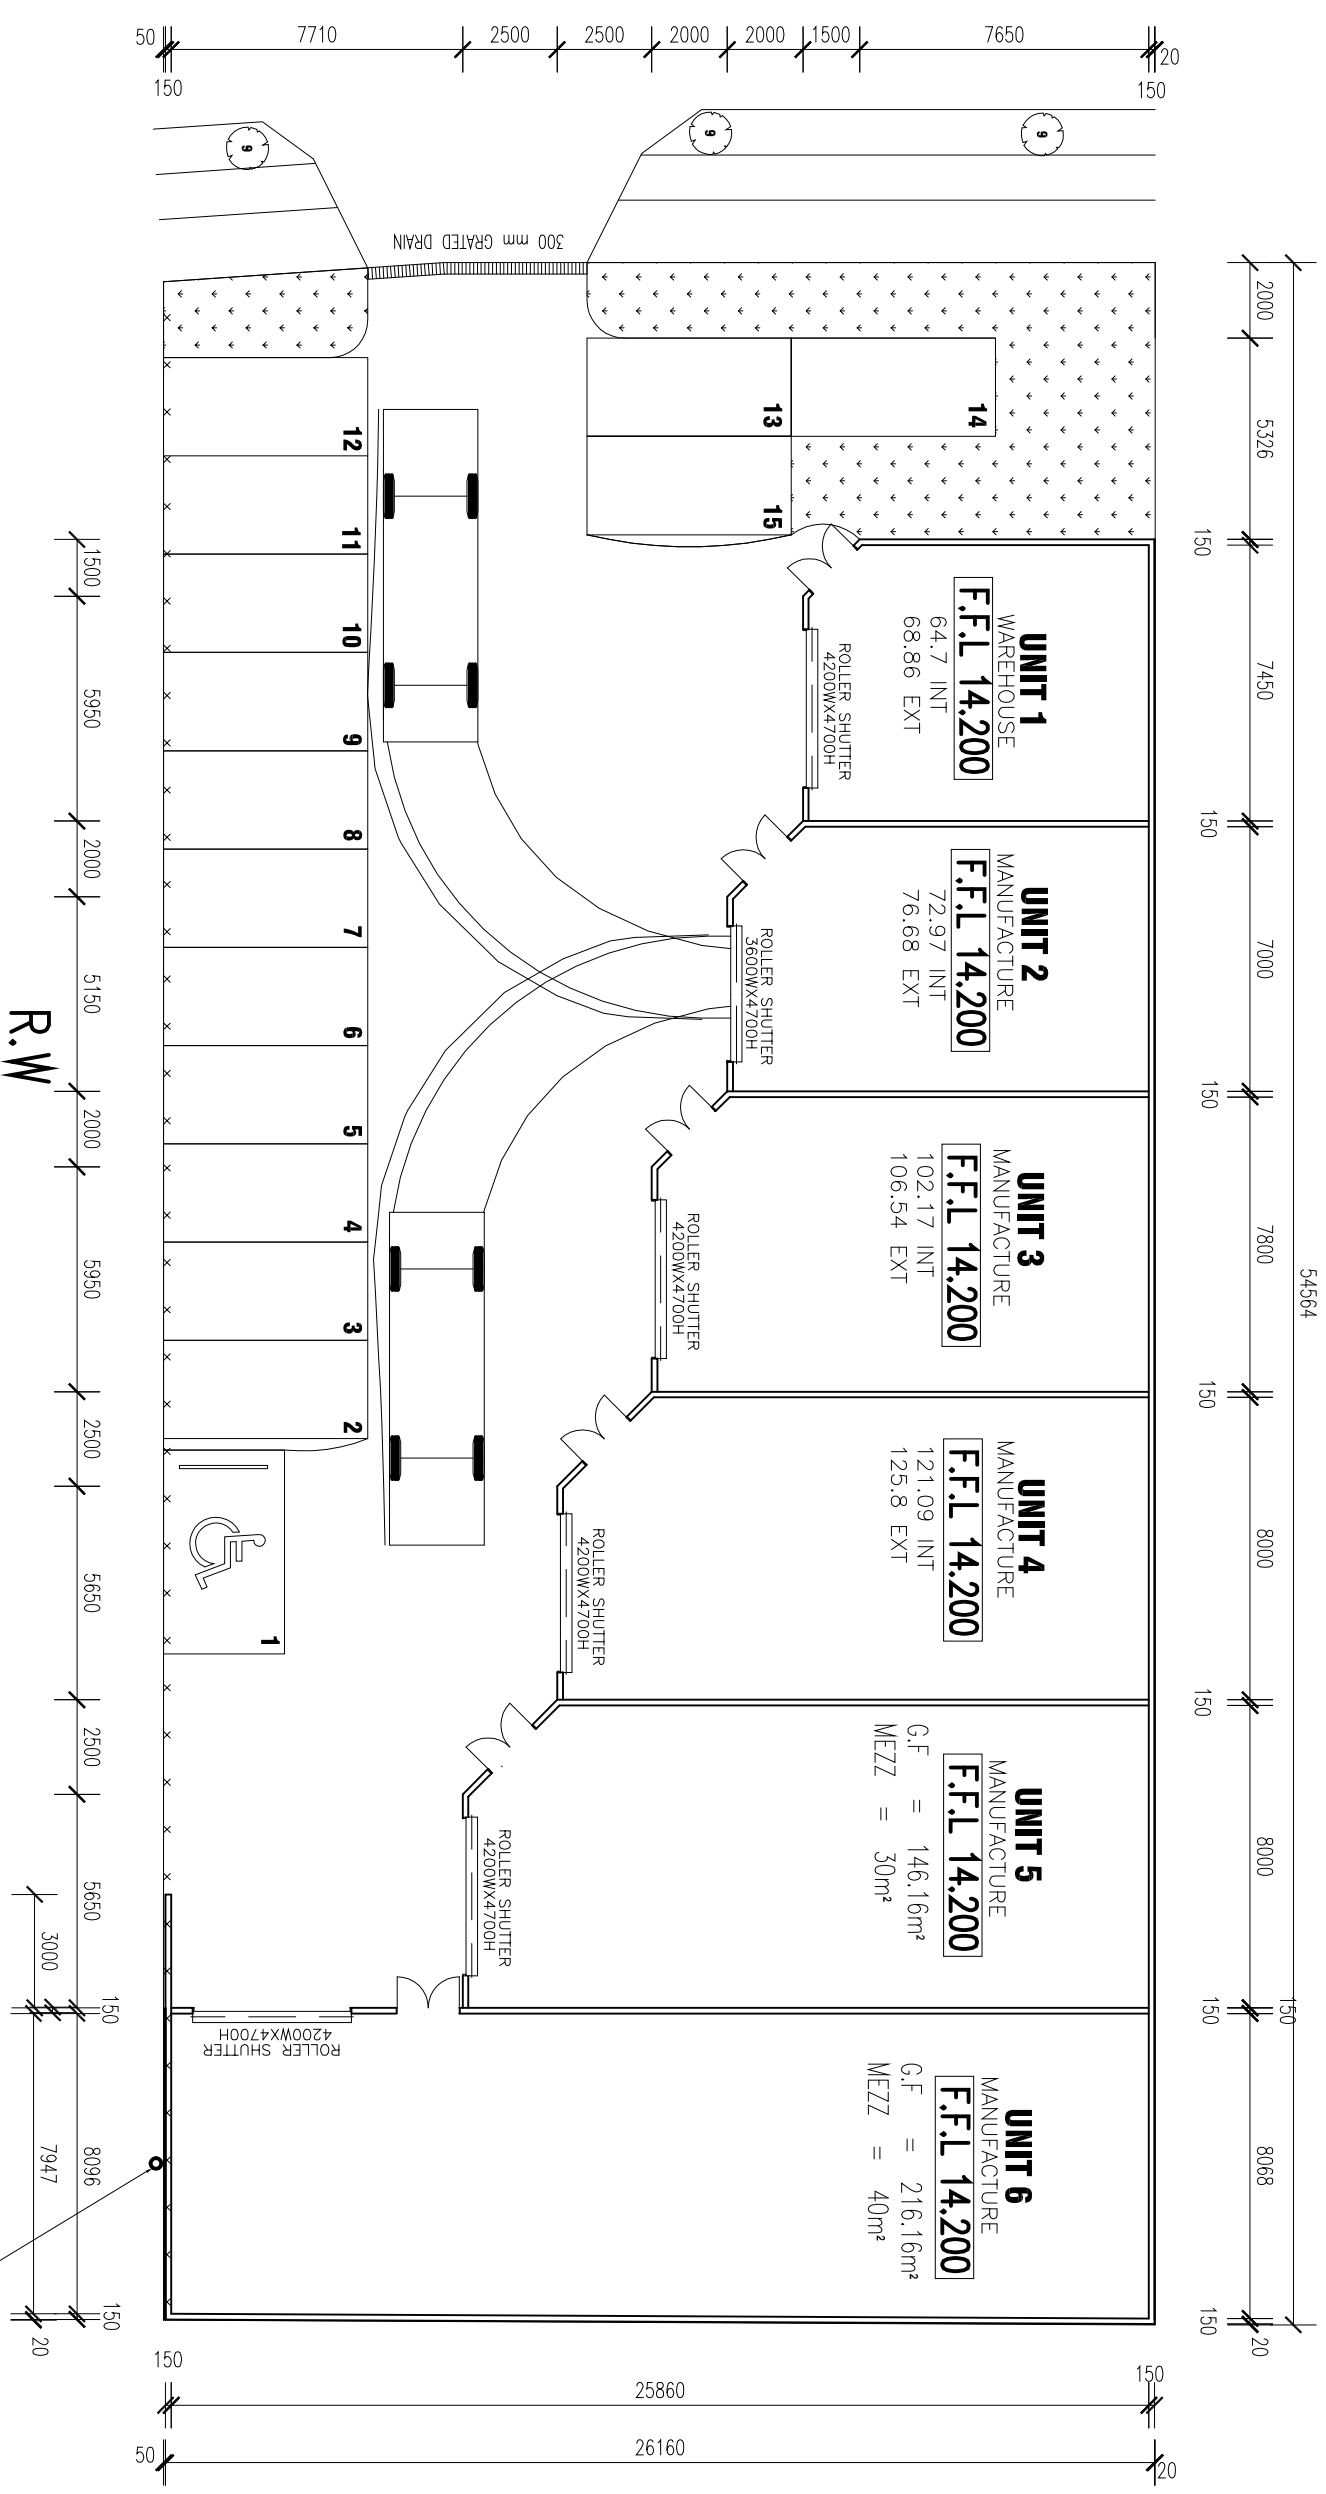 50
7710
2500
2500
2000
2000
1500
7650
20
150
150
300 mm GRATED DRAIN
9
9
9
54564
2000
5326
150
7450
150
7000
150
7800
150
8000
150
8000
150
150
8068
150
20
UNIT 1
WAREHOUSE
F.F.L 14.200
64.7 INT
68.86 EXT
ROLLER SHUTTER
4200WX4700H
UNIT 2
MANUFACTURE
F.F.L 14.200
72.97 INT
76.68 EXT
ROLLER SHUTTER
3600WX4700H
UNIT 3
MANUFACTURE
F.F.L 14.200
102.17 INT
106.54 EXT
ROLLER SHUTTER
4200WX4700H
UNIT 4
MANUFACTURE
F.F.L 14.200
121.09 INT
125.8 EXT
ROLLER SHUTTER
4200WX4700H
UNIT 5
MANUFACTURE
F.F.L 14.200
G.F = 146.16m²
MEZZ = 30m²
ROLLER SHUTTER
4200WX4700H
UNIT 6
MANUFACTURE
F.F.L 14.200
G.F = 216.16m²
MEZZ = 40m²
ROLLER SHUTTER
4200WX4700H
14
13
15
12
11
10
9
8
7
6
5
4
3
2
1
1500
5950
2000
5150
2000
5950
2500
5650
2500
5650
150
8096
150
3000
7947
20
R.W
150
25860
150
50
26160
20